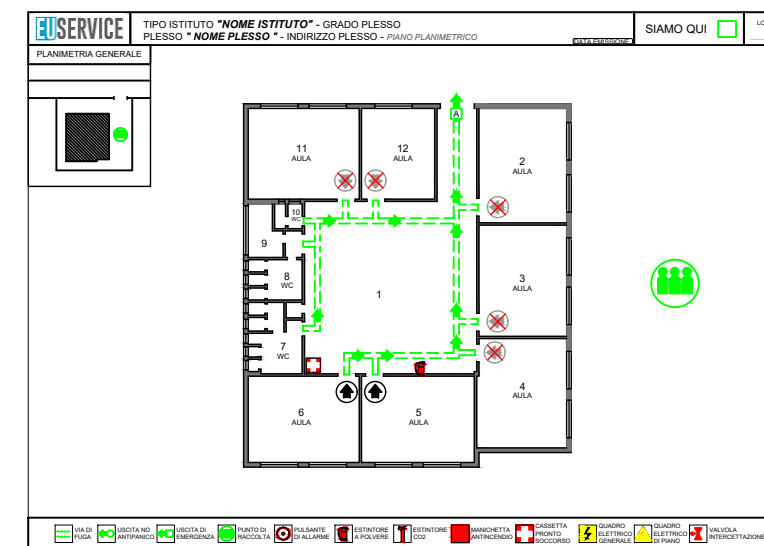 EUSERVICE
TIPO ISTITUTO "NOME ISTITUTO" - GRADO PLESSO
PLESSO " NOME PLESSO " - INDIRIZZO PLESSO - PIANO PLANIMETRICO
DATA EMISSIONE
SIAMO QUI
LO
PLANIMETRIA GENERALE
A
11
AULA
12
AULA
2
AULA
10
WC
9
8
WC
3
AULA
1
7
WC
4
AULA
6
AULA
5
AULA
VIA DI
FUGA
USCITA NO
ANTIPANICO
USCITA DI
EMERGENZA
PUNTO DI
RACCOLTA
PULSANTE
DI ALLARME
ESTINTORE
A POLVERE
ESTINTORE
CO2
MANICHETTA
ANTINCENDIO
CASSETTA
PRONTO
SOCCORSO
QUADRO
ELETTRICO
GENERALE
QUADRO
ELETTRICO
DI PIANO
VALVOLA
INTERCETTAZIONE